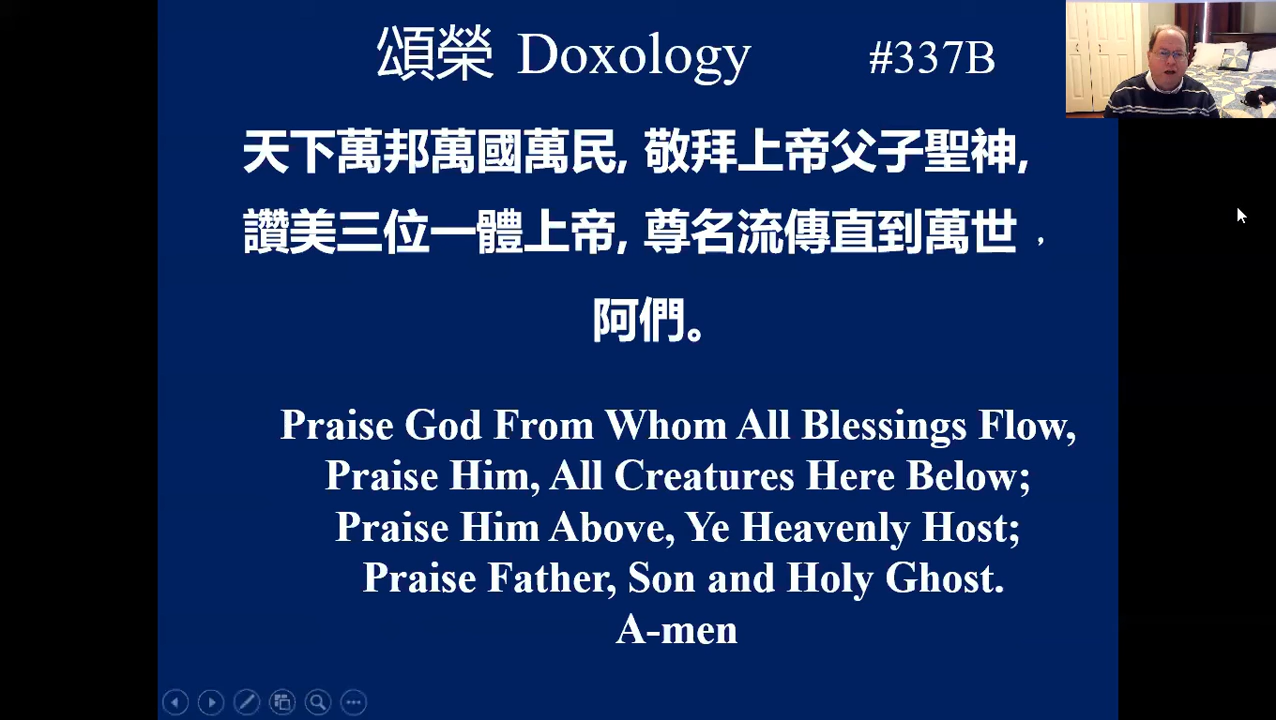 頌榮 Doxology #337B
天下萬邦萬國萬民, 敬拜上帝父子聖神,
讚美三位一體上帝, 尊名流傳直到萬世，
阿們。
Praise God From Whom All Blessings Flow,
Praise Him, All Creatures Here Below;
Praise Him Above, Ye Heavenly Host;
Praise Father, Son and Holy Ghost.
A-men